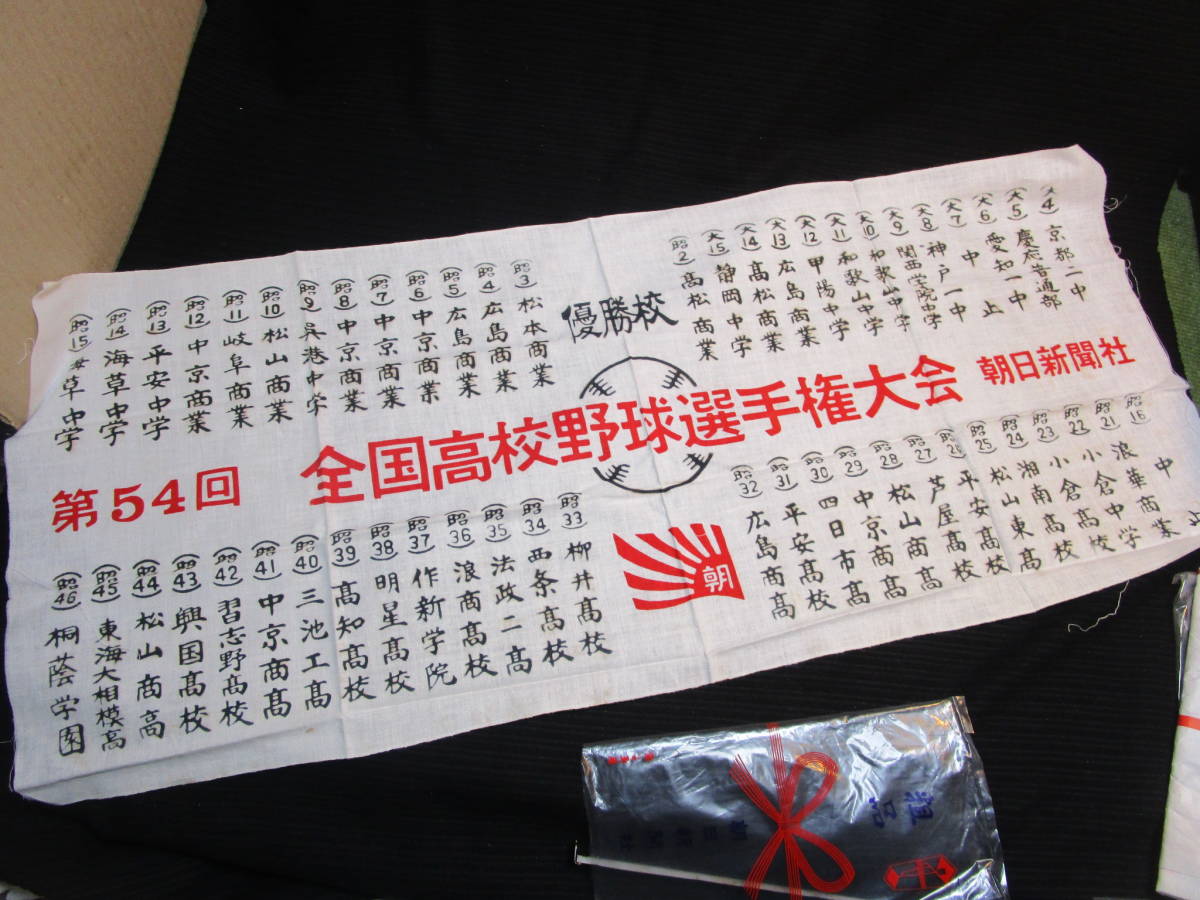 (大4) 京都二中
(大5) 慶応普通部
(大6) 愛知一中
(大7) 中止
(大8) 神戸一中
(大9) 関西学院中学
(大10) 和歌山中学
(大11) 和歌山中学
(大12) 甲陽中学
(大13) 広島商業
(大14) 高松商業
(大15) 静岡中学
(昭2) 高松商業
優勝校
(昭3) 松本商業
(昭4) 広島商業
(昭5) 広島商業
(昭6) 中京商業
(昭7) 中京商業
(昭8) 中京商業
(昭9) 呉港中学
(昭10) 松山商業
(昭11) 岐阜商業
(昭12) 中京商業
(昭13) 平安中学
(昭14) 海草中学
(昭15) 草中学
第54回 全国高校野球選手権大会 朝日新聞社
(昭16) 中
(昭21) 浪華商業
(昭22) 小倉中学
(昭23) 小倉高校
(昭24) 湘南高校
(昭25) 松山東高
(昭26) 平安高校
(昭27) 芦屋高校
(昭28) 松山商高
(昭29) 中京商高
(昭30) 四日市高
(昭31) 平安高校
(昭32) 広島商高
朝
(昭33) 柳井高校
(昭34) 西条高校
(昭35) 法政二高
(昭36) 浪商高校
(昭37) 作新学院
(昭38) 明星高校
(昭39) 高知高校
(昭40) 三池工高
(昭41) 中京商高
(昭42) 習志野高校
(昭43) 興国高校
(昭44) 松山商高
(昭45) 東海大相模高
(昭46) 桐蔭学園
粗品